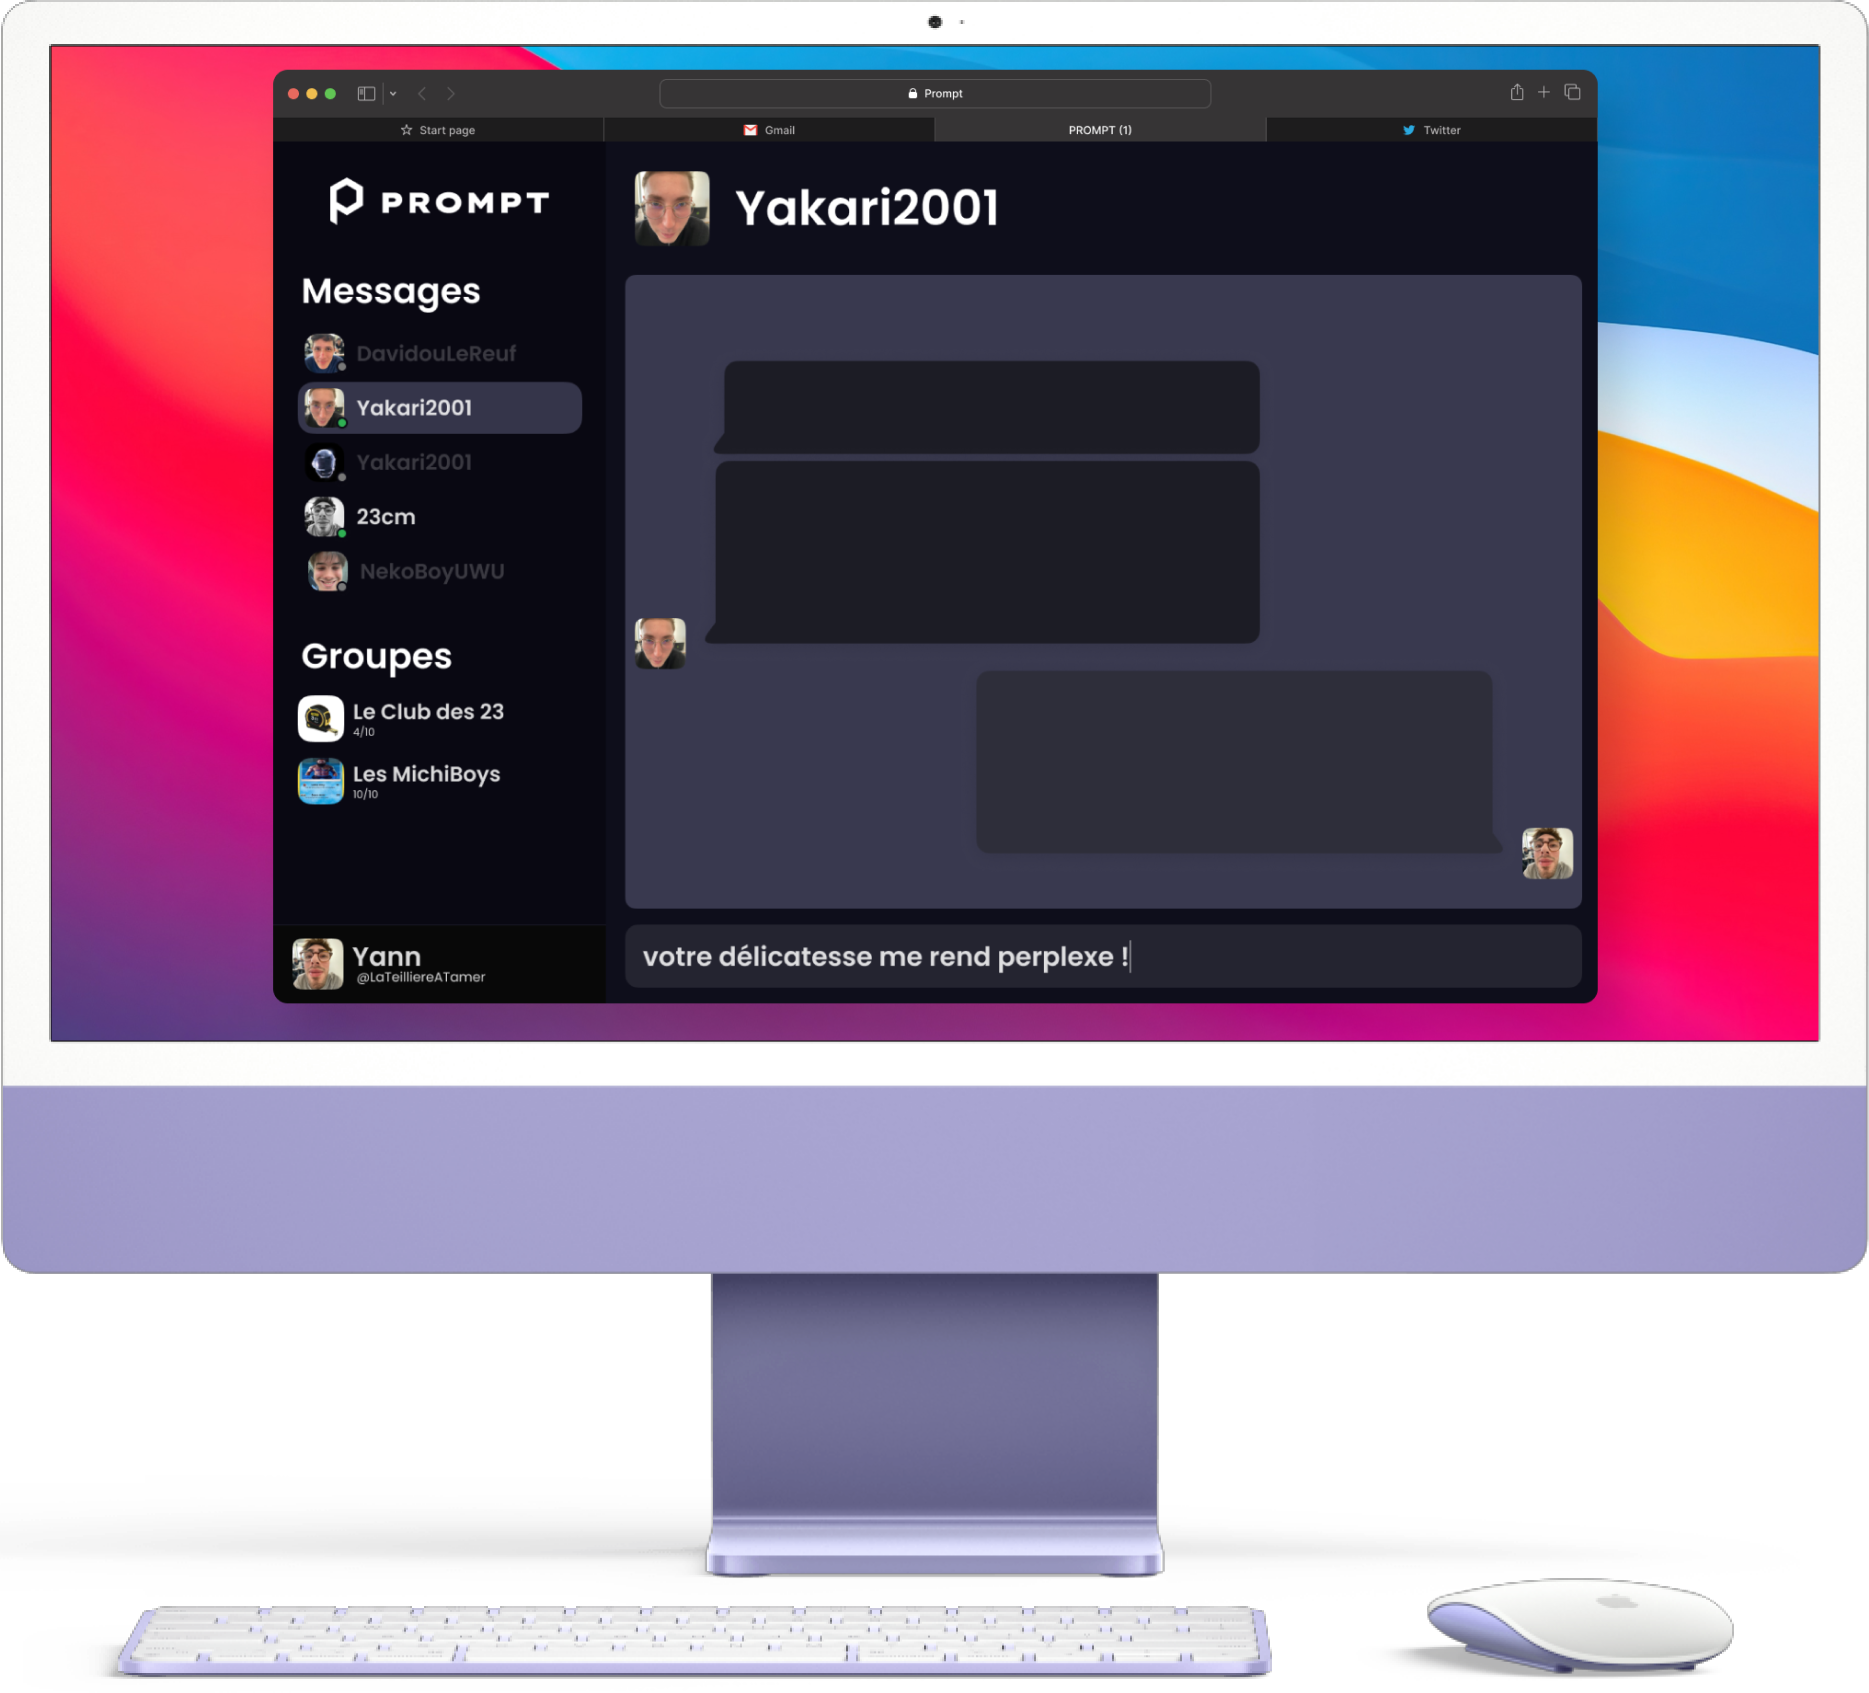 Prompt
Start page
Gmail
PROMPT (1)
Twitter
PROMPT
Yakari2001
Messages
DavidouLeReuf
Yakari2001
Yakari2001
23cm
NekoBoyUWU
Groupes
Le Club des 23
4/10
Les MichiBoys
10/10
Yann
@LaTeilliereATamer
votre délicatesse me rend perplexe !